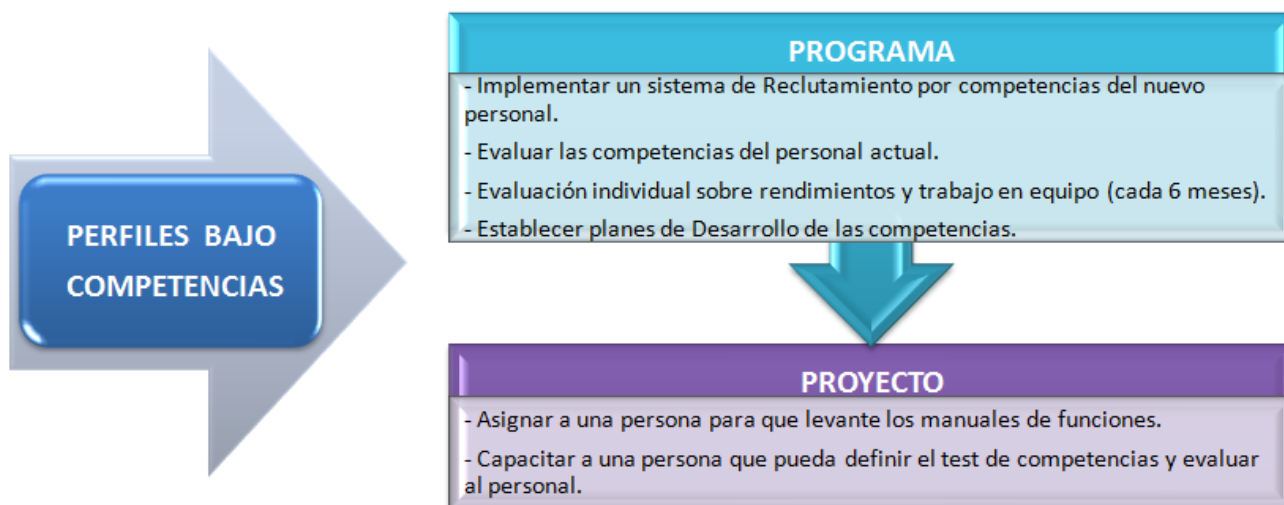 PERFILES BAJO
COMPETENCIAS
PROGRAMA
- Implementar un sistema de Reclutamiento por competencias del nuevo
personal.
- Evaluar las competencias del personal actual.
- Evaluación individual sobre rendimientos y trabajo en equipo (cada 6 meses).
- Establecer planes de Desarrollo de las competencias.
PROYECTO
- Asignar a una persona para que levante los manuales de funciones.
- Capacitar a una persona que pueda definir el test de competencias y evaluar
al personal.